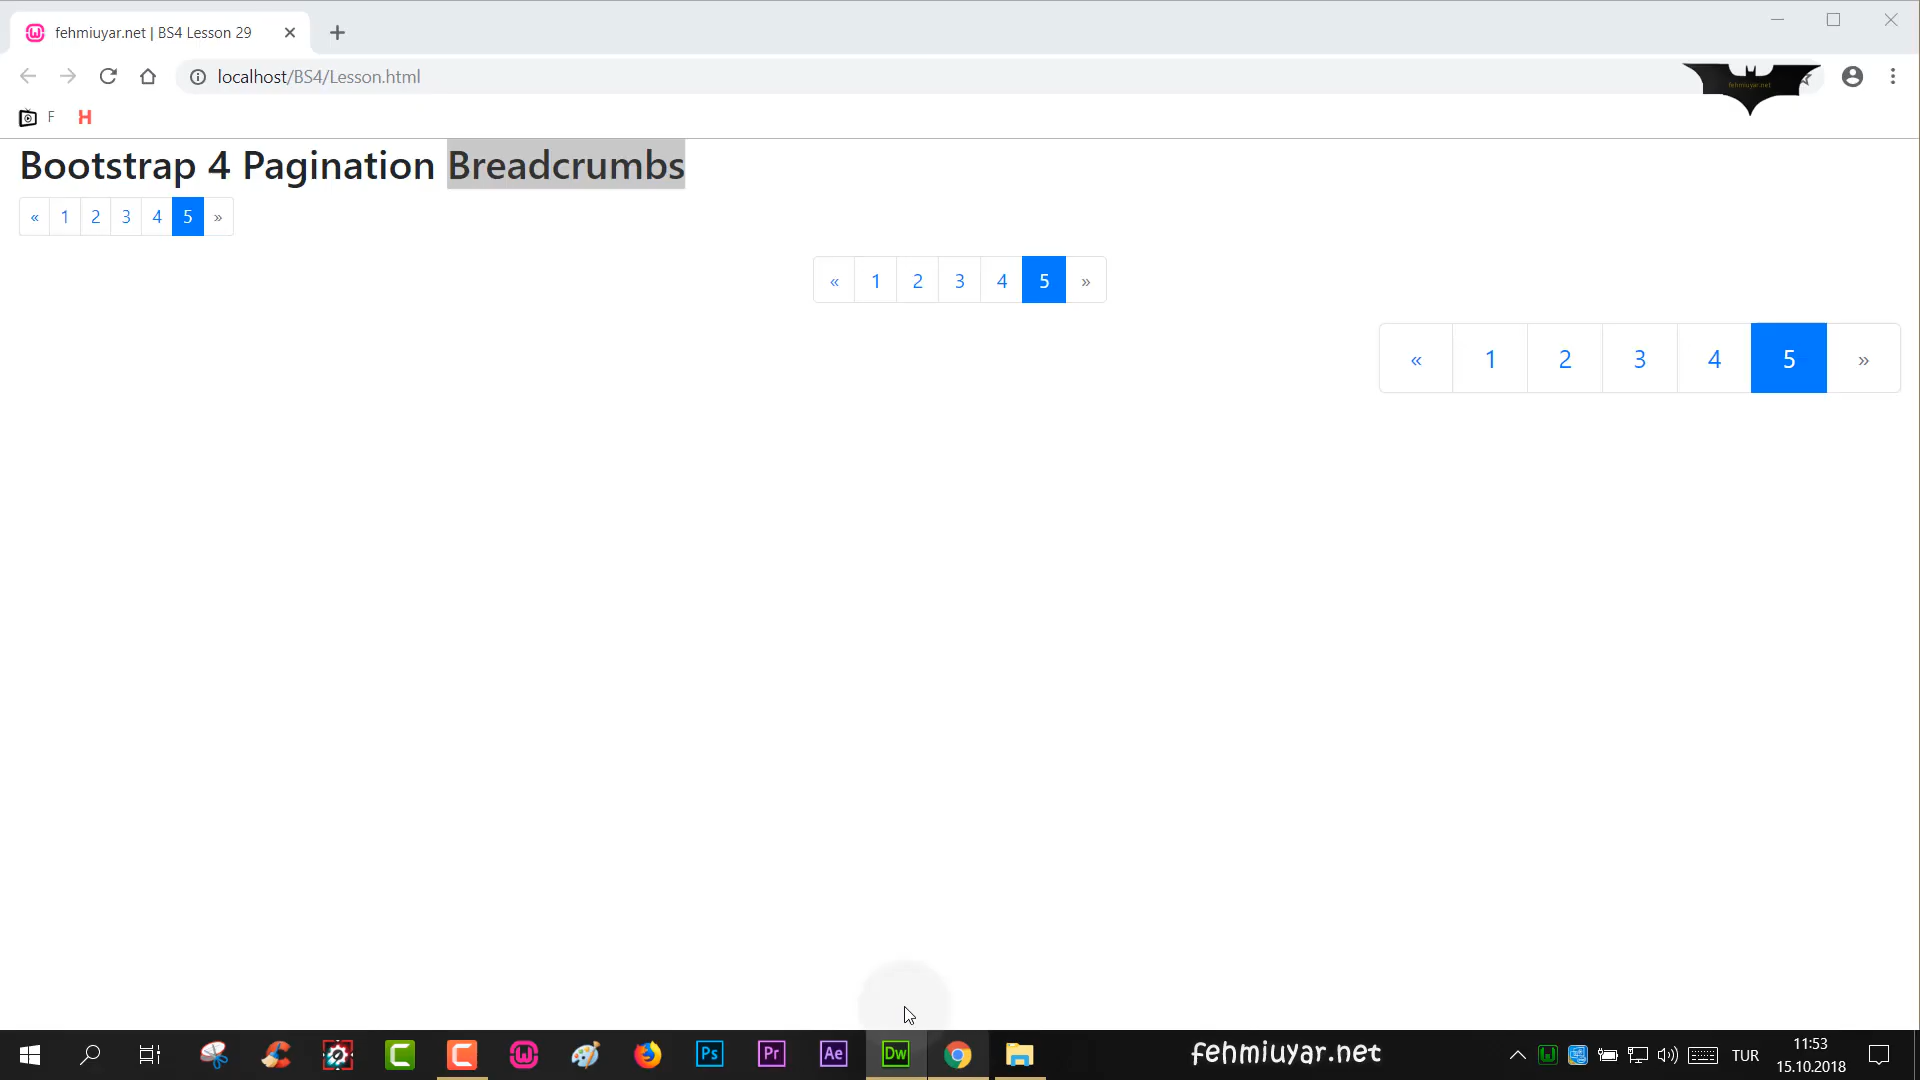 fehmiuyar.net | BS4 Lesson 29
localhost/BS4/Lesson.html
fehmiuyar.net
F
H
Bootstrap 4 Pagination Breadcrumbs
« 1 2 3 4 5 »
« 1 2 3 4 5 »
« 1 2 3 4 5 »
Ps
Pr
Ae
Dw
fehmiuyar.net
TUR
11:53
15.10.2018